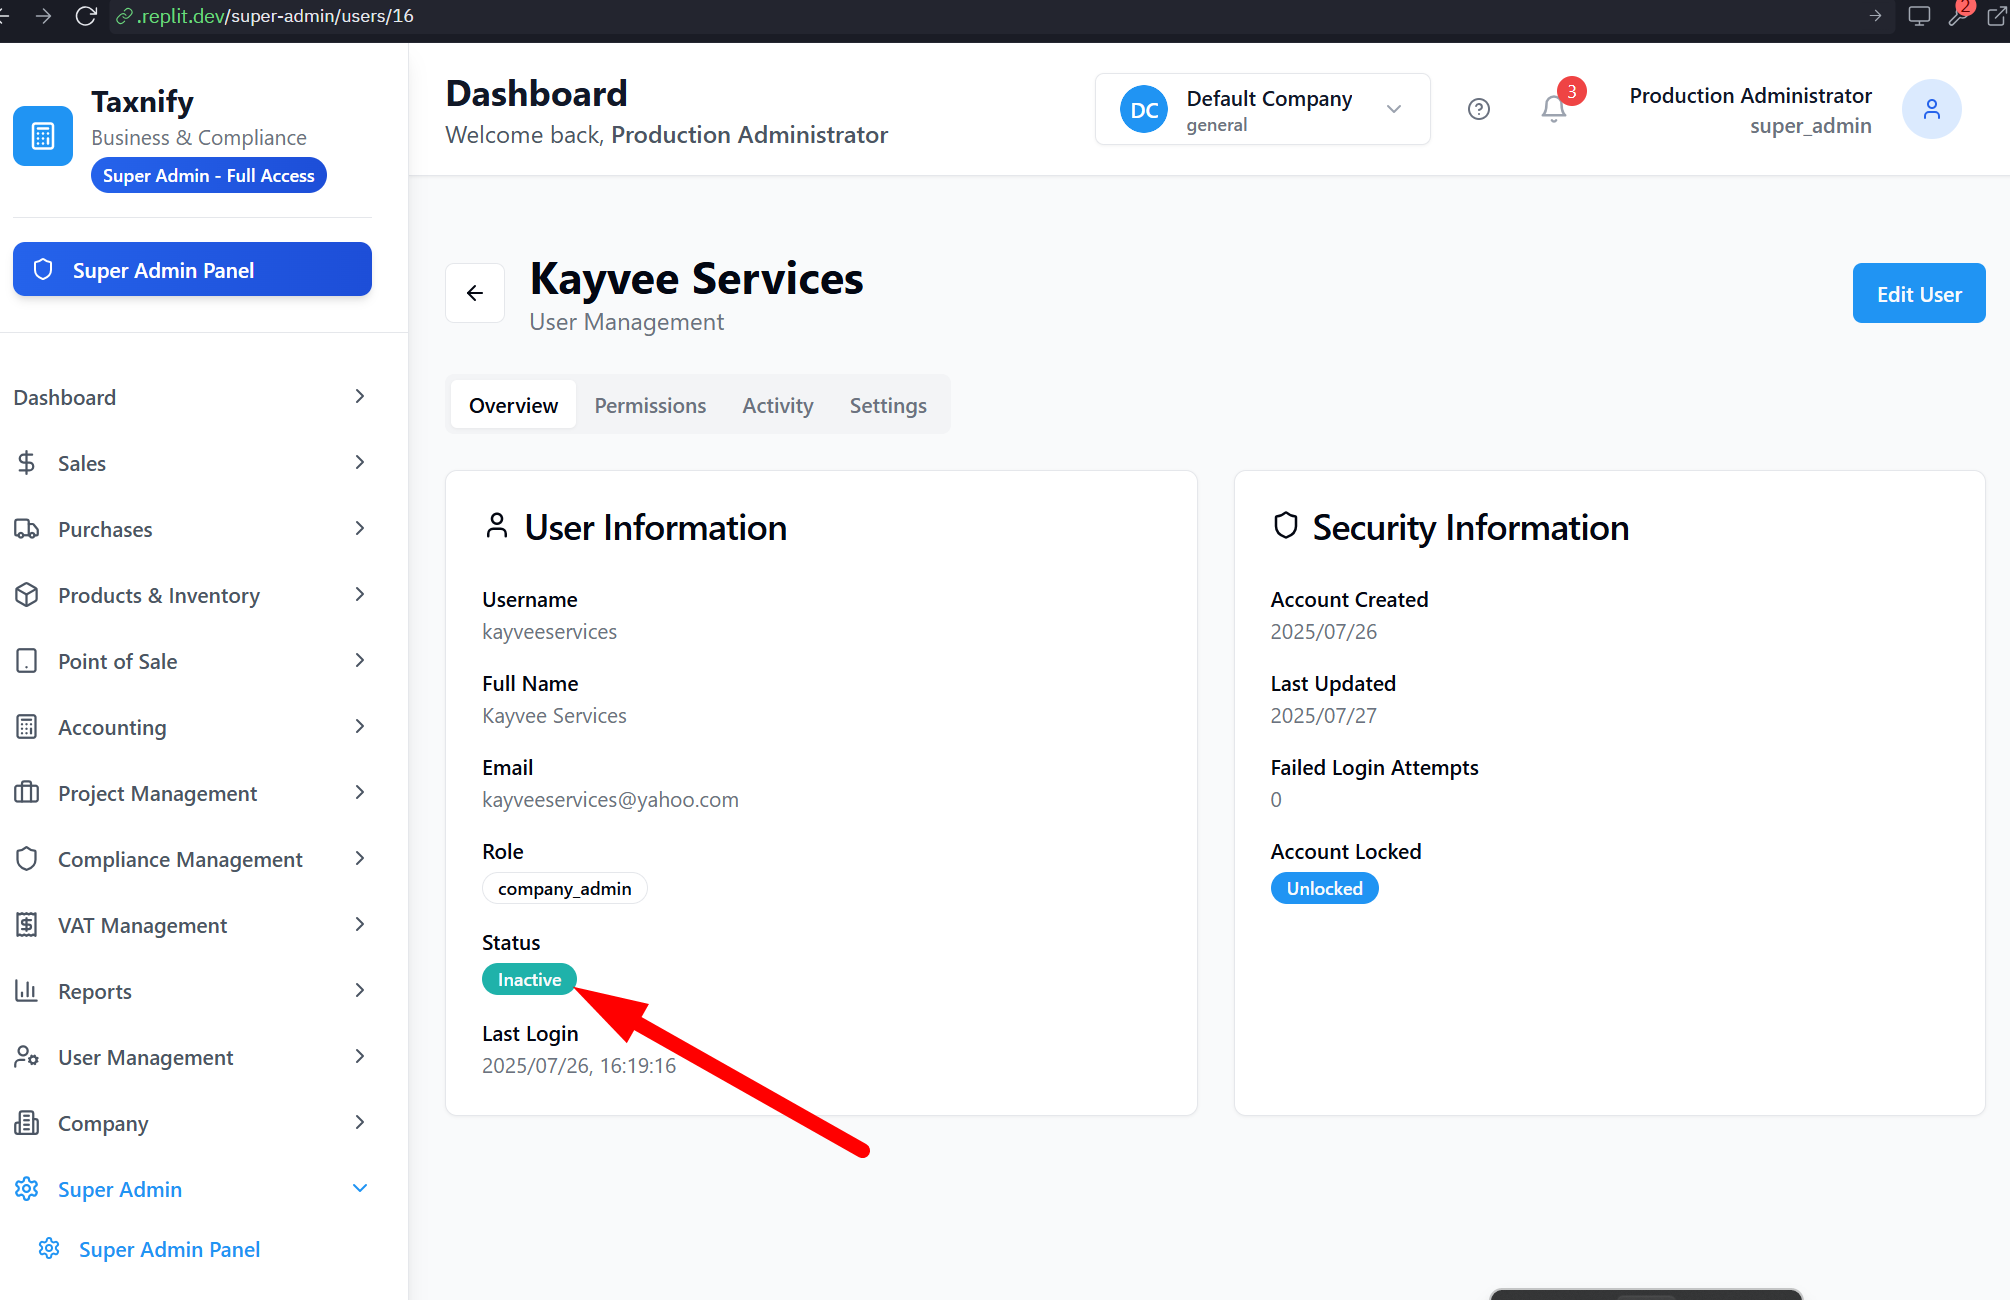 .replit.dev/super-admin/users/16
2
Taxnify
Business & Compliance
Super Admin - Full Access
Super Admin Panel
Dashboard
Sales
Purchases
Products & Inventory
Point of Sale
Accounting
Project Management
Compliance Management
VAT Management
Reports
User Management
Company
Super Admin
Super Admin Panel
Dashboard
Welcome back, Production Administrator
DC
Default Company
general
3
Production Administrator
super_admin
Kayvee Services
User Management
Edit User
Overview
Permissions
Activity
Settings
User Information
Username
kayveeservices
Full Name
Kayvee Services
Email
kayveeservices@yahoo.com
Role
company_admin
Status
Inactive
Last Login
2025/07/26, 16:19:16
Security Information
Account Created
2025/07/26
Last Updated
2025/07/27
Failed Login Attempts
0
Account Locked
Unlocked